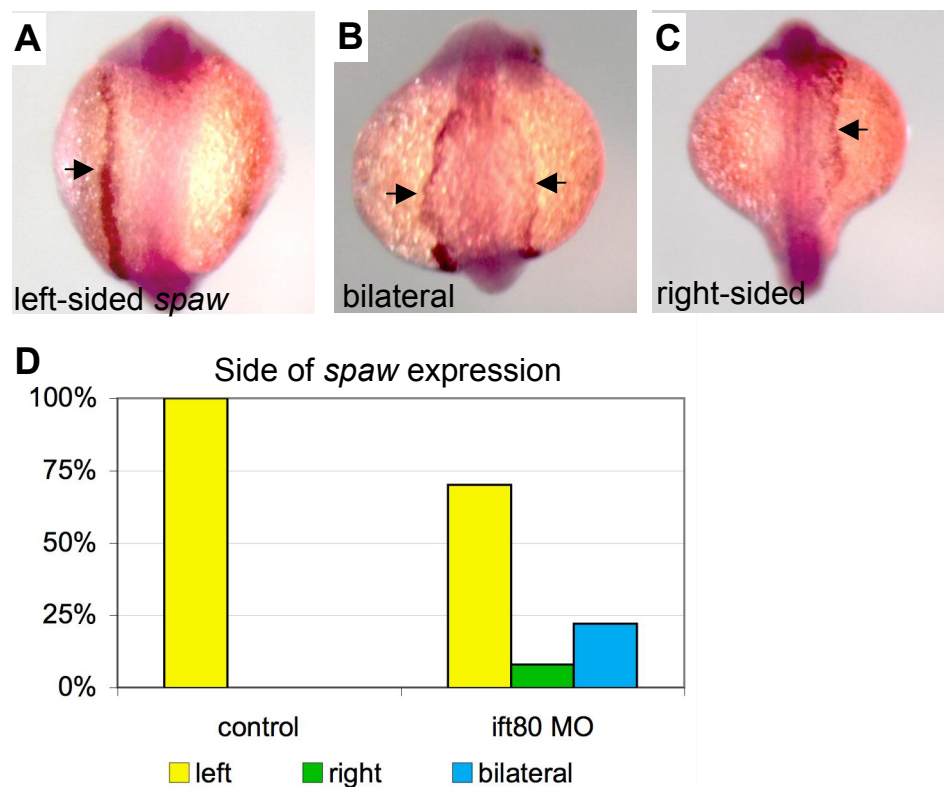 A
B
C
left-sided spaw
bilateral
right-sided
D
Side of spaw expression
100%
75%
50%
25%
0%
control
ift80 MO
left
right
bilateral